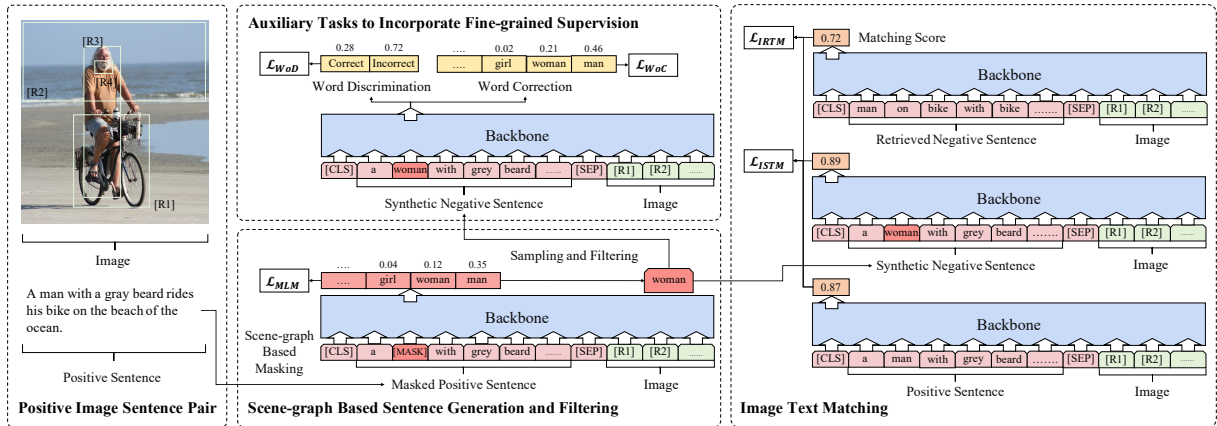 [R3]
[R4]
[R2]
[R1]
Image
A man with a gray beard rides
his bike on the beach of the
ocean.
Positive Sentence
Positive Image Sentence Pair
Auxiliary Tasks to Incorporate Fine-grained Supervision
0.28 0.72 .... 0.02 0.21 0.46
ℒWoD Correct Incorrect .... girl woman man ℒWoC
Word Discrimination Word Correction
Backbone
[CLS] a woman with grey beard ....... [SEP] [R1] [R2] ......
Synthetic Negative Sentence Image
Sampling and Filtering
.... 0.04 0.12 0.35
ℒMLM .... girl woman man woman
Backbone
Scene-graph
Based
Masking
[CLS] a [MASK] with grey beard ....... [SEP] [R1] [R2] ......
Masked Positive Sentence Image
Scene-graph Based Sentence Generation and Filtering
ℒIRTM 0.72 Matching Score
Backbone
[CLS] man on bike with bike ....... [SEP] [R1] [R2] ......
Retrieved Negative Sentence Image
ℒISTM 0.89
Backbone
[CLS] a woman with grey beard ....... [SEP] [R1] [R2] ......
Synthetic Negative Sentence Image
0.87
Backbone
[CLS] a man with grey beard ....... [SEP] [R1] [R2] ......
Positive Sentence Image
Image Text Matching